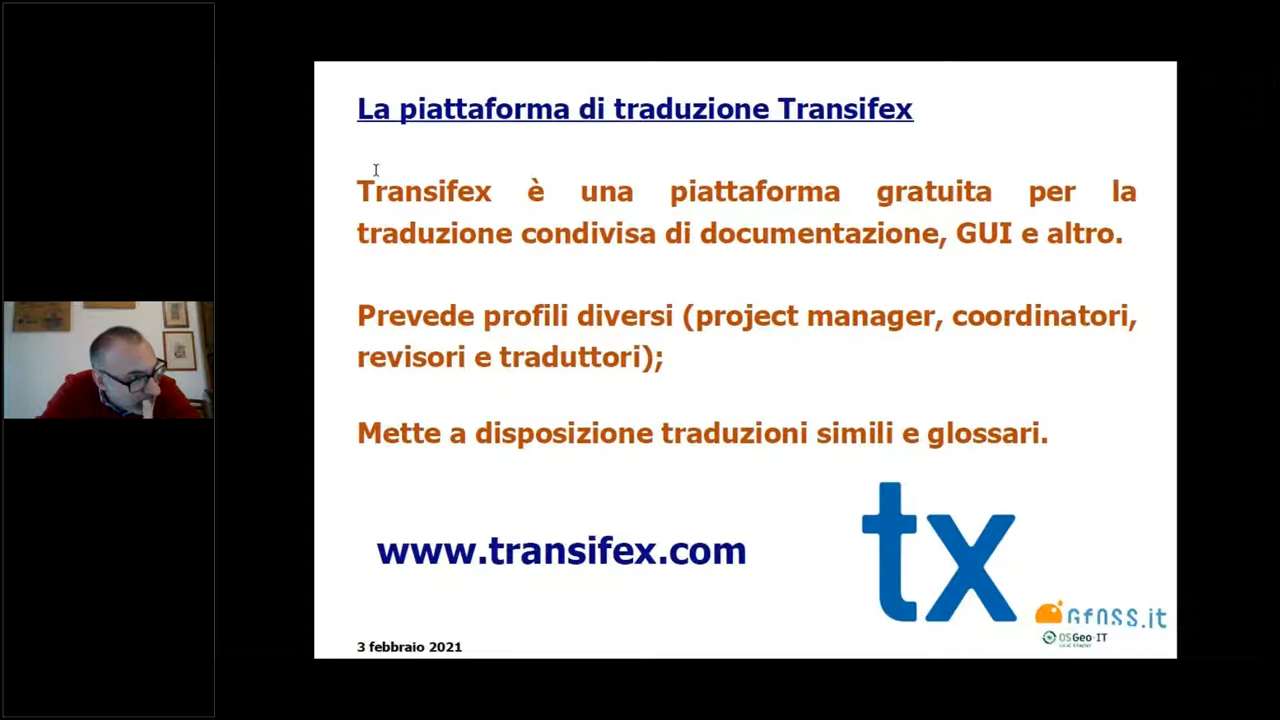 La piattaforma di traduzione Transifex
Transifex è una piattaforma gratuita per la
traduzione condivisa di documentazione, GUI e altro.
Prevede profili diversi (project manager, coordinatori,
revisori e traduttori);
Mette a disposizione traduzioni simili e glossari.
www.transifex.com
tx
GFOSS.it
OSGeo·IT
Local Chapter
3 febbraio 2021